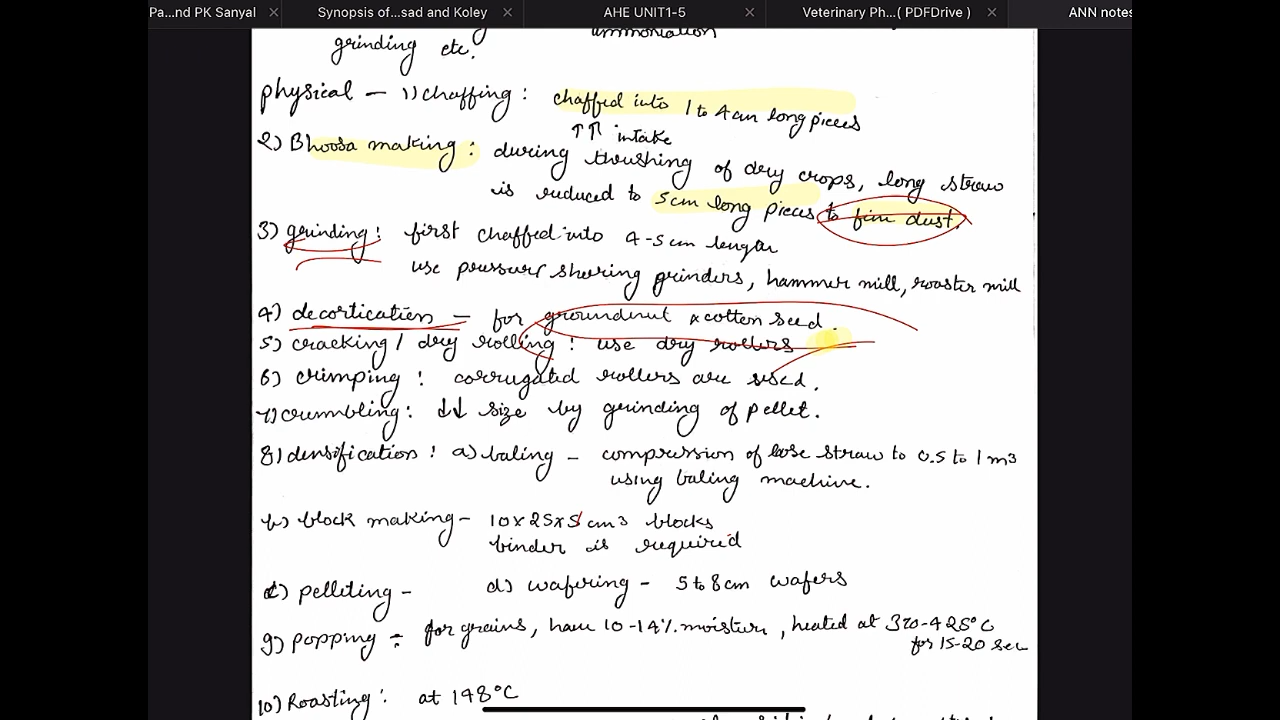 Pa...nd PK Sanyal
Synopsis of...sad and Koley
AHE UNIT1-5
Veterinary Ph...( PDFDrive )
ANN notes
grinding etc.
ammoniation
physical - 1) chaffing : chaffed into 1 to 4 cm long pieces
↑↑ intake
2) Bhoosa making : during thrushing of dry crops, long straw
is reduced to 5cm long pieces to fine dust.
3) grinding : first chaffed into 4-5 cm length
use pressure shering grinders, hammer mill, roaster mill
4) decortication - for groundnut & cotton seed.
5) cracking / dry rolling : use dry rollers
6) crimping : corrugated rollers are used.
7) crumbling : ↓↓ size by grinding of pellet.
8) densification : a) baling - compression of lose straw to 0.5 to 1 m³
using baling machine.
b) block making - 10x25x5 cm³ blocks
binder is required
c) pelleting - d) wafering - 5 to 8cm wafers
9) popping : for grains, have 10-14% moisture, heated at 370-425°C
for 15-20 sec
10) Roasting : at 148°C